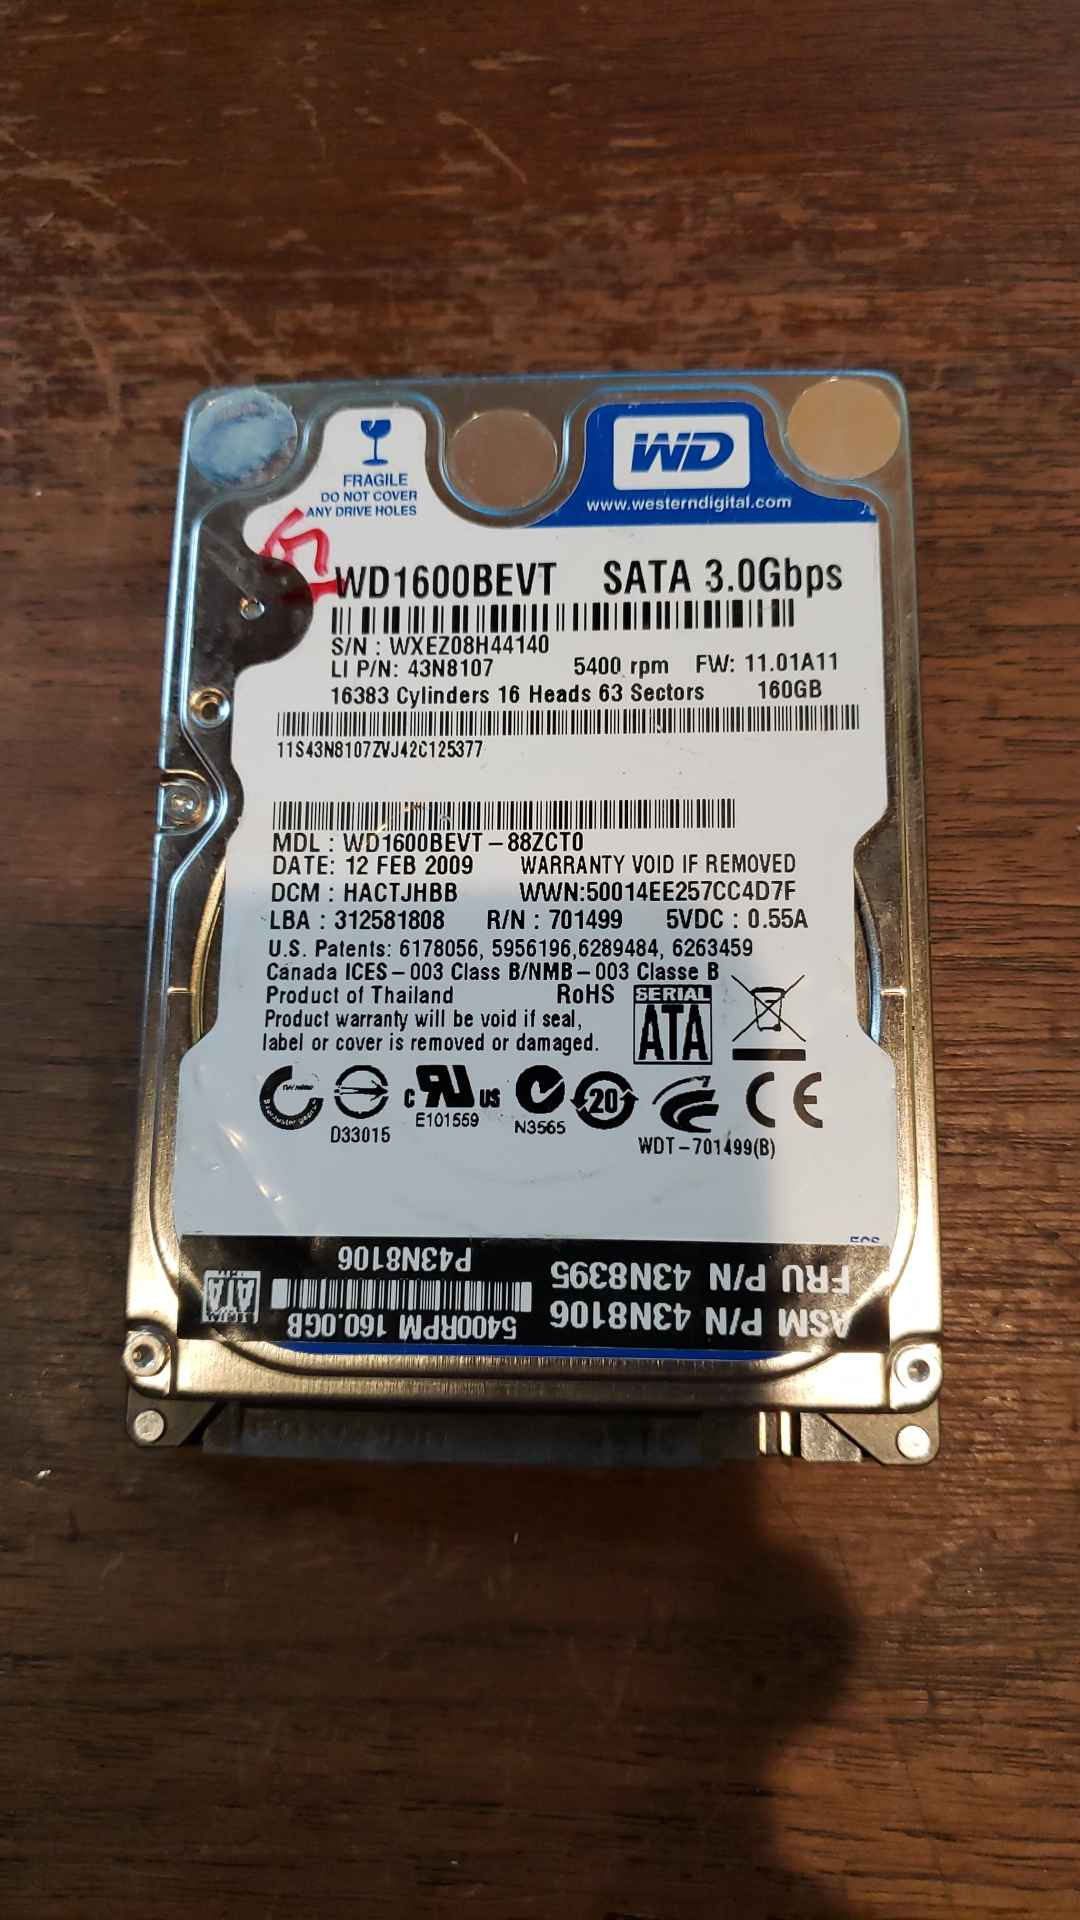 FRAGILE
DO NOT COVER
ANY DRIVE HOLES
WD
www.westerndigital.com
WD1600BEVT SATA 3.0Gbps
S/N : WXEZ08H44140
LI P/N: 43N8107 5400 rpm FW: 11.01A11
16383 Cylinders 16 Heads 63 Sectors 160GB
11S43N8107ZVJ42C125377
MDL : WD1600BEVT-88ZCT0
DATE: 12 FEB 2009 WARRANTY VOID IF REMOVED
DCM : HACTJHBB WWN:50014EE257CC4D7F
LBA : 312581808 R/N : 701499 5VDC : 0.55A
U.S. Patents: 6178056, 5956196,6289484, 6263459
Canada ICES-003 Class B/NMB-003 Classe B
Product of Thailand RoHS SERIAL
ATA
Product warranty will be void if seal,
label or cover is removed or damaged.
c US 20 CE
D33015 E101559 N3565
WDT-701499(B)
ASM P/N 43N8106 5400RPM 160.0GB
FRU P/N 43N8395
P43N8106